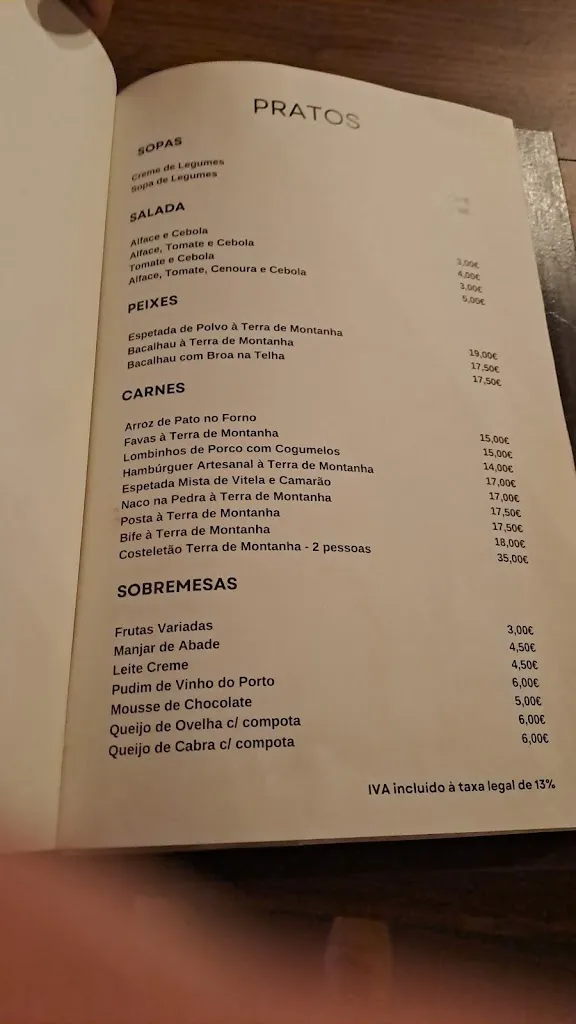 PRATOS
SOPAS
Creme de Legumes
Sopa de Legumes
SALADA
Alface e Cebola 3,00€
Alface, Tomate e Cebola 4,00€
Tomate e Cebola 3,00€
Alface, Tomate, Cenoura e Cebola 5,00€
PEIXES
Espetada de Polvo à Terra de Montanha 19,00€
Bacalhau à Terra de Montanha 17,50€
Bacalhau com Broa na Telha 17,50€
CARNES
Arroz de Pato no Forno 15,00€
Favas à Terra de Montanha 15,00€
Lombinhos de Porco com Cogumelos 14,00€
Hambúrguer Artesanal à Terra de Montanha 17,00€
Espetada Mista de Vitela e Camarão 17,00€
Naco na Pedra à Terra de Montanha 17,50€
Posta à Terra de Montanha 17,50€
Bife à Terra de Montanha 18,00€
Costeletão Terra de Montanha - 2 pessoas 35,00€
SOBREMESAS
Frutas Variadas 3,00€
Manjar de Abade 4,50€
Leite Creme 4,50€
Pudim de Vinho do Porto 6,00€
Mousse de Chocolate 5,00€
Queijo de Ovelha c/ compota 6,00€
Queijo de Cabra c/ compota 6,00€
IVA incluido à taxa legal de 13%